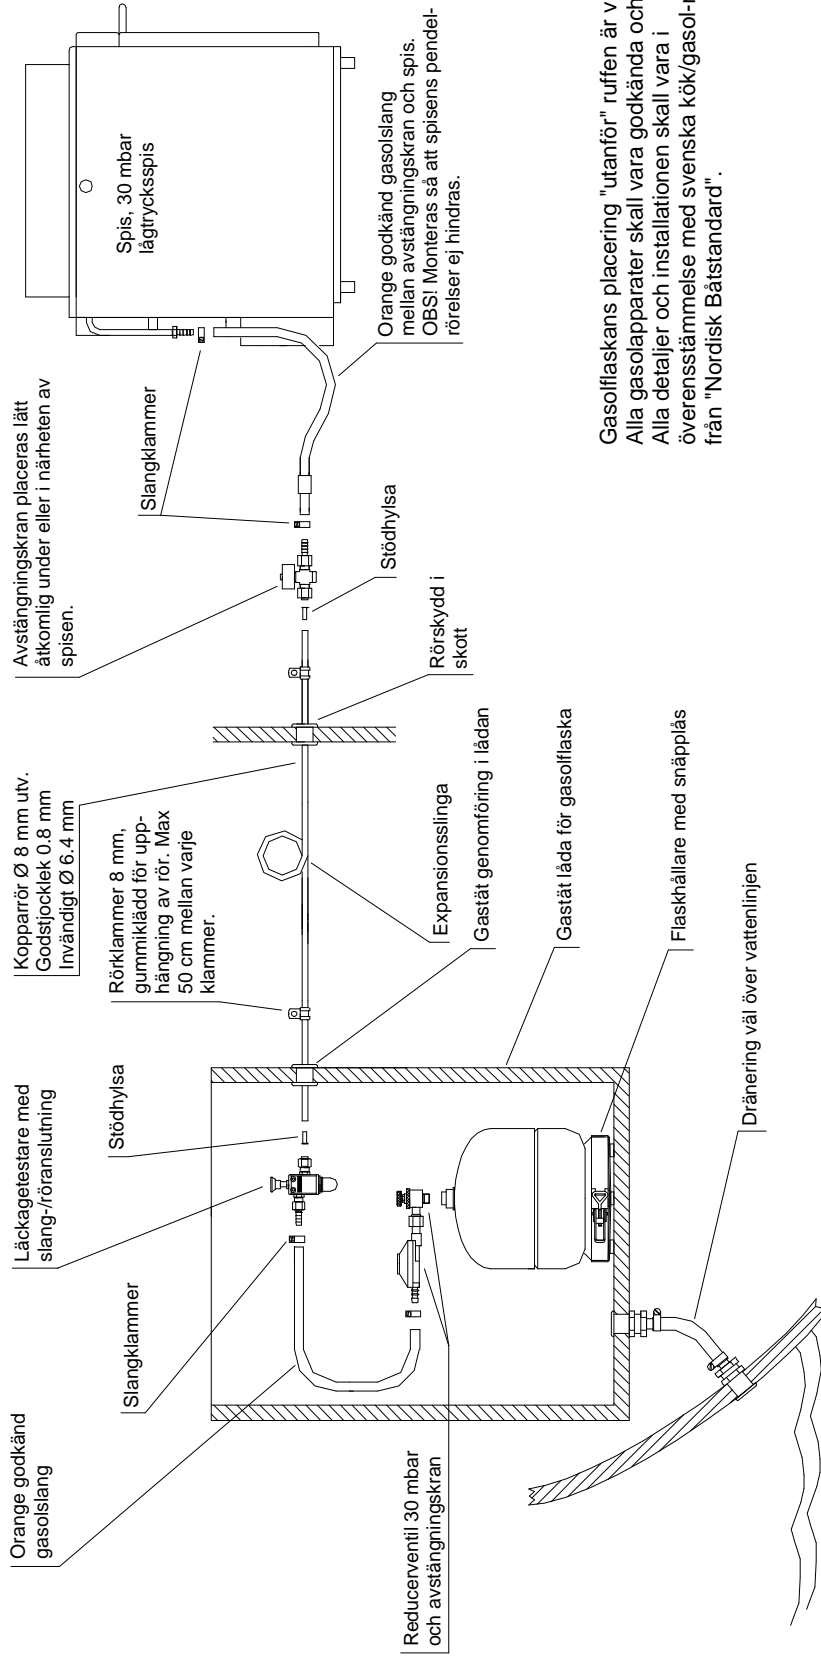 Orange godkänd
gasolslang
Läckagetestare med
slang-/röranslutning
Kopparrör Ø 8 mm utv.
Godstjocklek 0.8 mm
Invändigt Ø 6.4 mm
Avstängningskran placeras lätt
åtkomlig under eller i närheten av
spisen.
Slangklammer
Stödhylsa
Rörklammer 8 mm,
gummiklädd för upp-
hängning av rör. Max
50 cm mellan varje
klammer.
Slangklammer
Spis, 30 mbar
lågtrycksspis
Orange godkänd gasolslang
mellan avstängningskran och spis.
OBS! Monteras så att spisens pendel-
rörelser ej hindras.
Stödhylsa
Rörskydd i
skott
Expansionsslinga
Gastät genomföring i lådan
Gastät låda för gasolflaska
Flaskhållare med snäpplås
Dränering väl över vattenlinjen
Reducerventil 30 mbar
och avstängningskran
Gasolflaskans placering "utanför" ruffen är
Alla gasolapparater skall vara godkända och
Alla detaljer och installationen skall vara i
överensstämmelse med svenska kök/gasol-
från "Nordisk Båtstandard".